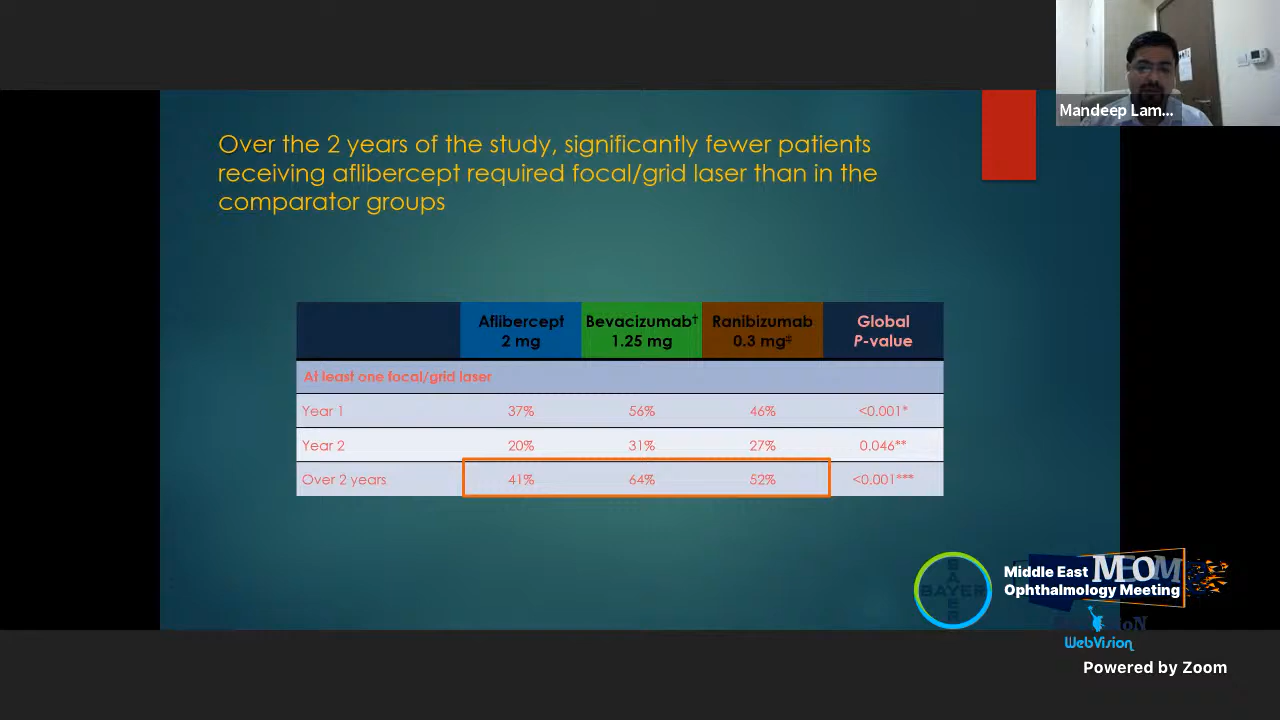 Mandeep Lam...
Over the 2 years of the study, significantly fewer patients
receiving aflibercept required focal/grid laser than in the
comparator groups
Aflibercept
2 mg
Bevacizumab†
1.25 mg
Ranibizumab
0.3 mg‡
Global
P-value
At least one focal/grid laser
Year 1 37% 56% 46% <0.001*
Year 2 20% 31% 27% 0.046**
Over 2 years 41% 64% 52% <0.001***
BAYER
Middle East MEOM
Ophthalmology Meeting
WebVision
Powered by Zoom